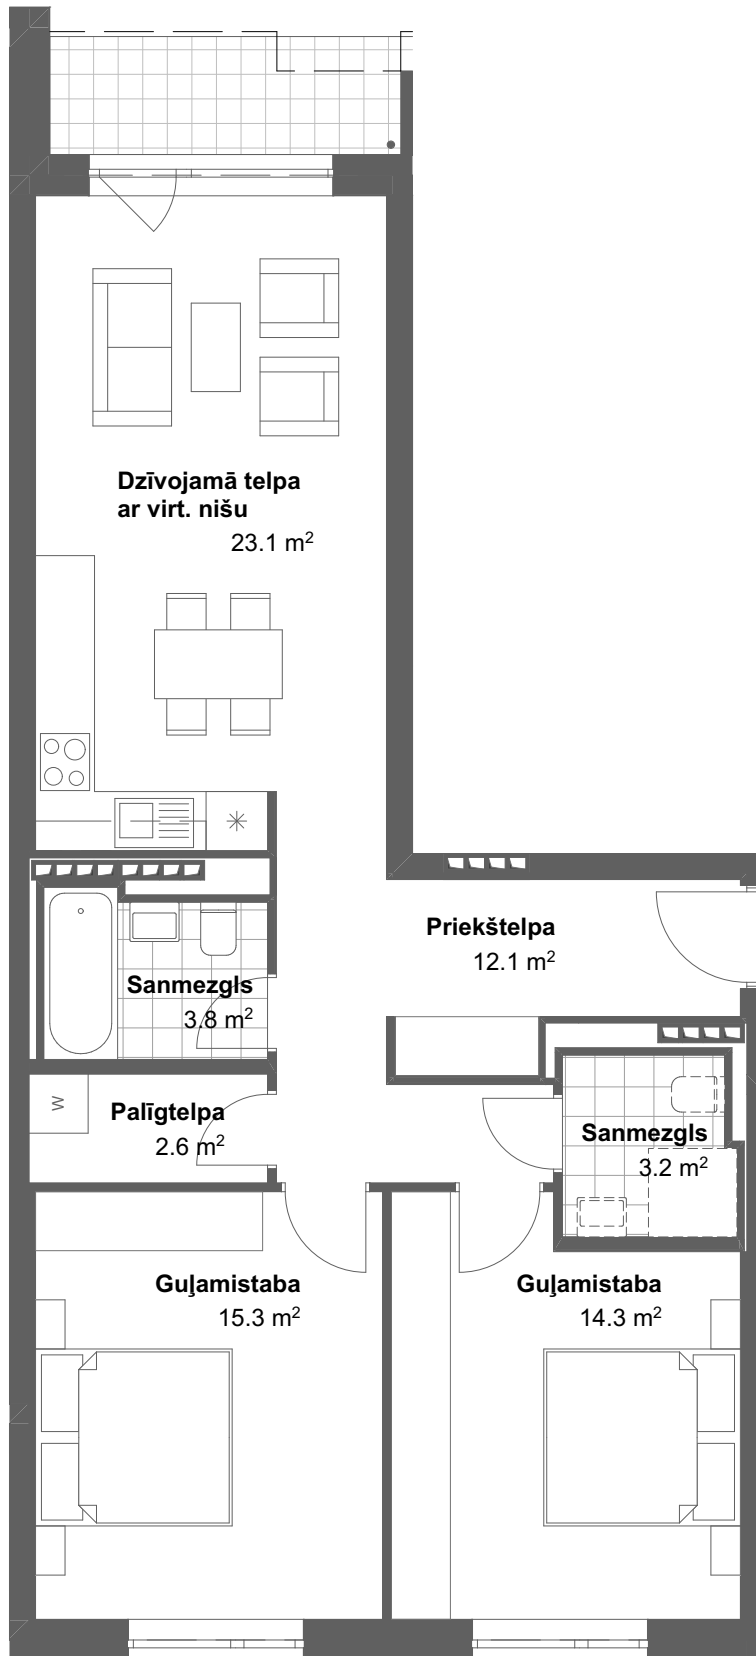 Dzīvojamā telpa
ar virt. nišu
23.1 m²
Priekštelpa
12.1 m²
Sanmezgls
3.8 m²
W
Palīgtelpa
2.6 m²
Sanmezgls
3.2 m²
Guļamistaba
15.3 m²
Guļamistaba
14.3 m²